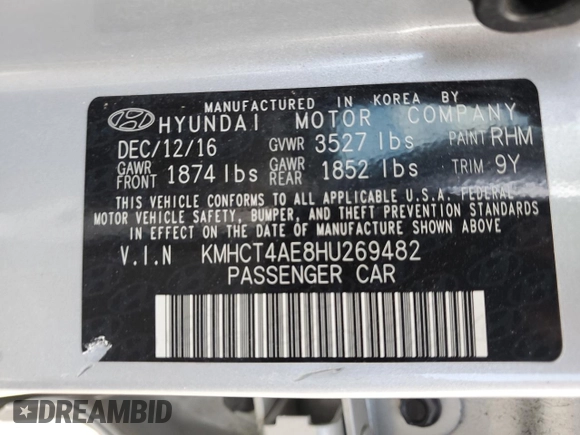 MANUFACTURED IN KOREA BY
HYUNDAI MOTOR COMPANY
DEC/12/16 GVWR 3527 lbs PAINT RHM
GAWR FRONT 1874 lbs GAWR REAR 1852 lbs TRIM 9Y
THIS VEHICLE CONFORMS TO ALL APPLICABLE U.S.A. FEDERAL
MOTOR VEHICLE SAFETY, BUMPER, AND THEFT PREVENTION STANDARDS
IN EFFECT ON THE DATE OF MANUFACTURE SHOWN ABOVE
V.I.N KMHCT4AE8HU269482
PASSENGER CAR
DREAMBID